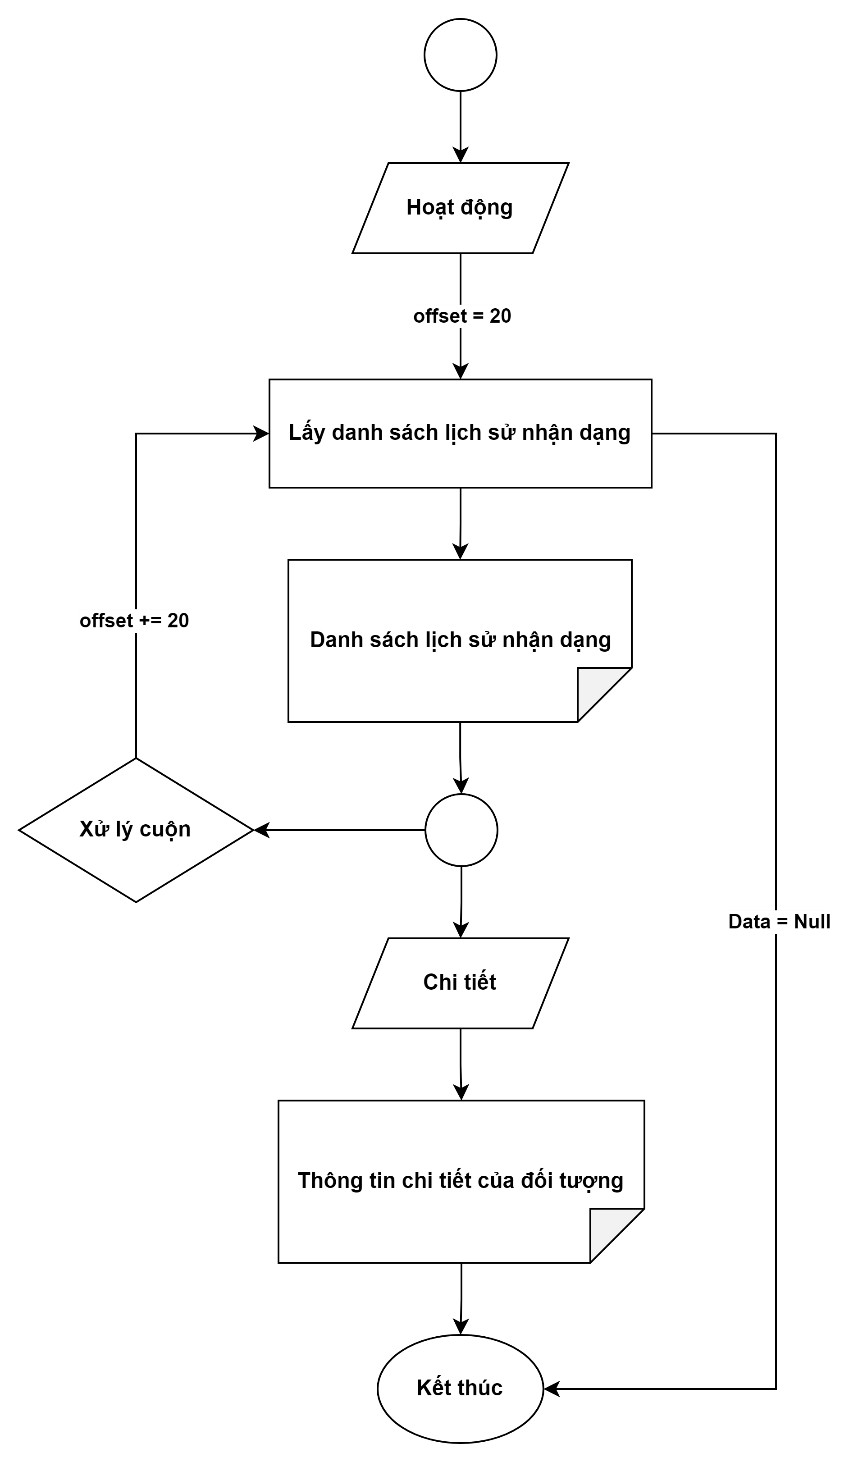 Hoạt động
offset = 20
Lấy danh sách lịch sử nhận dạng
offset += 20
Danh sách lịch sử nhận dạng
Xử lý cuộn
Data = Null
Chi tiết
Thông tin chi tiết của đối tượng
Kết thúc